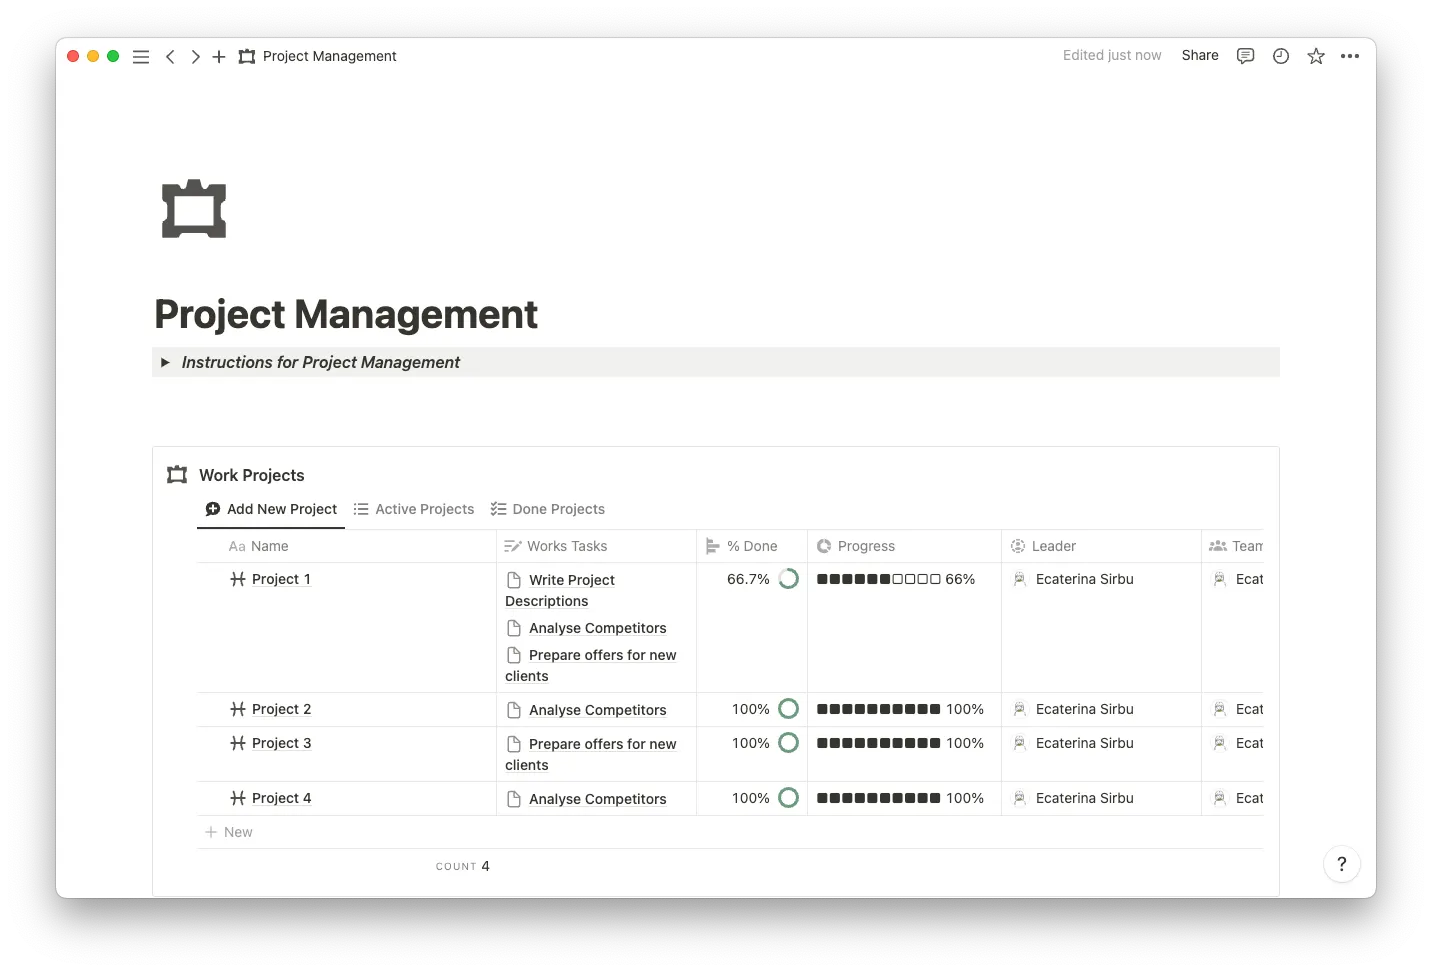 Project Management
Edited just now
Share
Project Management
Instructions for Project Management
Work Projects
Add New Project
Active Projects
Done Projects
Aa Name
Works Tasks
% Done
Progress
Leader
Team
Project 1
Write Project
Descriptions
Analyse Competitors
Prepare offers for new
clients
66.7%
66%
Ecaterina Sirbu
Ecat
Project 2
Analyse Competitors
100%
100%
Ecaterina Sirbu
Ecat
Project 3
Prepare offers for new
clients
100%
100%
Ecaterina Sirbu
Ecat
Project 4
Analyse Competitors
100%
100%
Ecaterina Sirbu
Ecat
+ New
COUNT 4
?